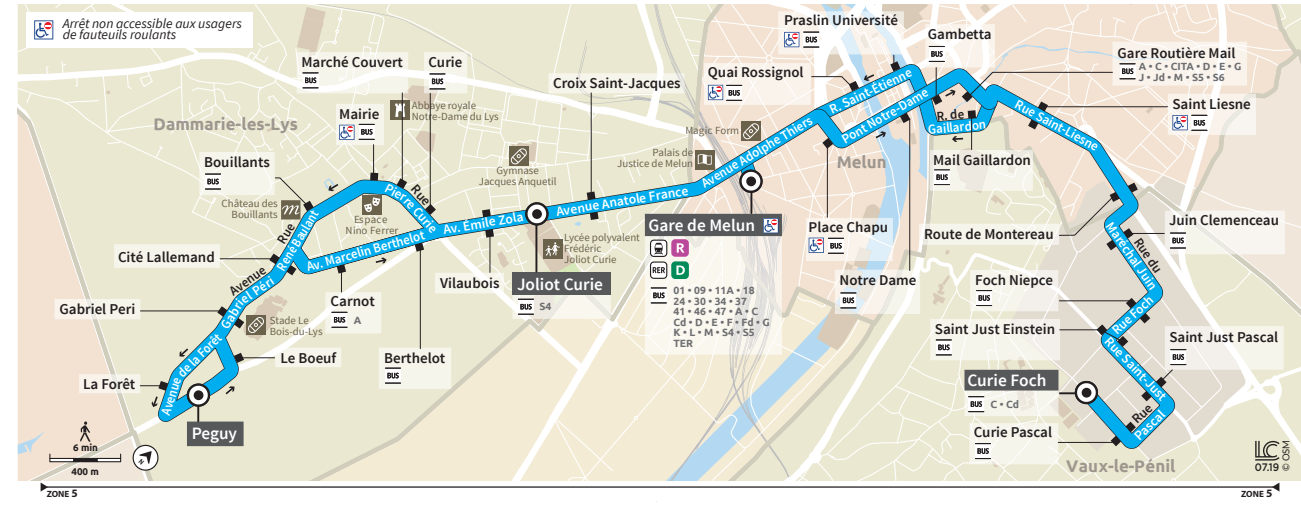 Arrêt non accessible aux usagers
de fauteuils roulants
Praslin Université
BUS
Gambetta
BUS
Gare Routière Mail
BUS A • C • CITA • D • E • G
J • Jd • M • S5 • S6
Marché Couvert
BUS
Curie
BUS
Croix Saint-Jacques
Quai Rossignol
BUS
Saint Liesne
BUS
Mairie
BUS
Abbaye royale
Notre-Dame du Lys
Dammarie-les-Lys
Magic Form
R. Saint-Étienne
Pont Notre-Dame
R. de
Gaillardon
Rue Saint-Liesne
Bouillants
BUS
Gymnase
Jacques Anquetil
Palais de
Justice de Melun
Avenue Adolphe Thiers
Melun
Mail Gaillardon
BUS
Château des
Bouillants
Rue
Pierre Curie
Espace
Nino Ferrer
Avenue Anatole France
Av. Émile Zola
Rue
René Baulant
Av. Marcelin Berthelot
Gare de Melun
R
RER D
BUS 01 • 09 • 11A • 18
24 • 30 • 34 • 37
41 • 46 • 47 • A • C
Cd • D • E • F • Fd • G
K • L • M • S4 • S5
TER
Place Chapu
BUS
Route de Montereau
Juin Clemenceau
BUS
Rue du
Maréchal Juin
Lycée polyvalent
Frédéric
Joliot Curie
Cité Lallemand
Vilaubois
Joliot Curie
BUS S4
Notre Dame
BUS
Foch Niepce
BUS
Avenue
Gabriel Péri
Carnot
BUS A
Gabriel Peri
Stade Le
Bois-du-Lys
Rue Foch
Saint Just Einstein
BUS
Saint Just Pascal
BUS
Rue Saint-Just
Avenue de la Forêt
Le Boeuf
Berthelot
BUS
La Forêt
Curie Foch
BUS C • Cd
Rue
Pascal
Peguy
Curie Pascal
BUS
Vaux-le-Pénil
6 min
400 m
LC
07.19 © OSM
ZONE 5
ZONE 5